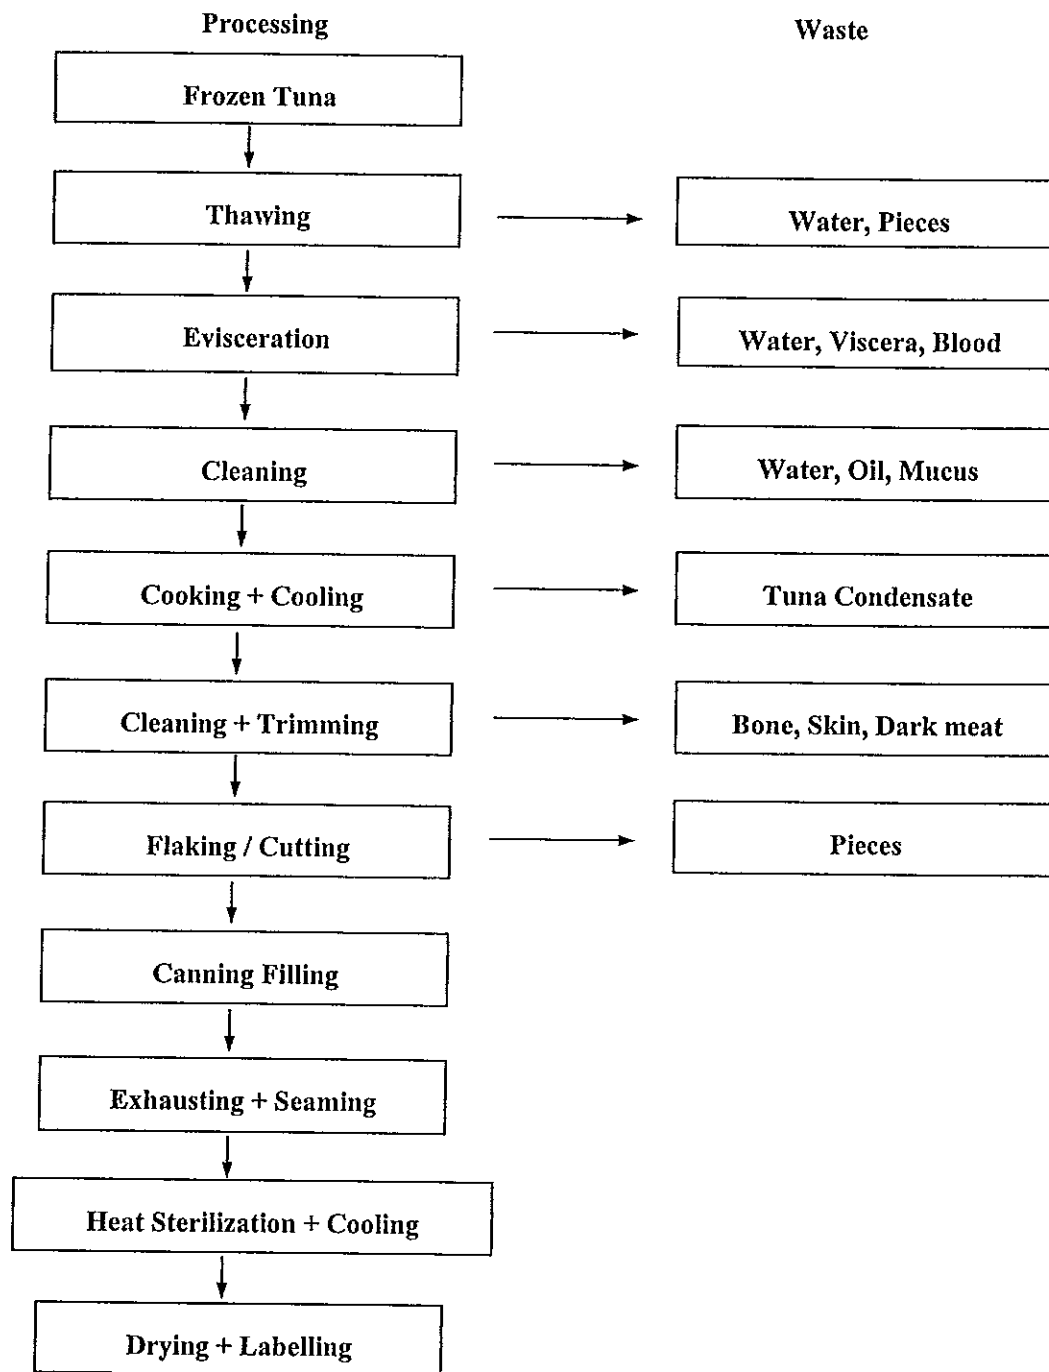 Processing
Waste
Frozen Tuna
Thawing
Water, Pieces
Evisceration
Water, Viscera, Blood
Cleaning
Water, Oil, Mucus
Cooking + Cooling
Tuna Condensate
Cleaning + Trimming
Bone, Skin, Dark meat
Flaking / Cutting
Pieces
Canning Filling
Exhausting + Seaming
Heat Sterilization + Cooling
Drying + Labelling